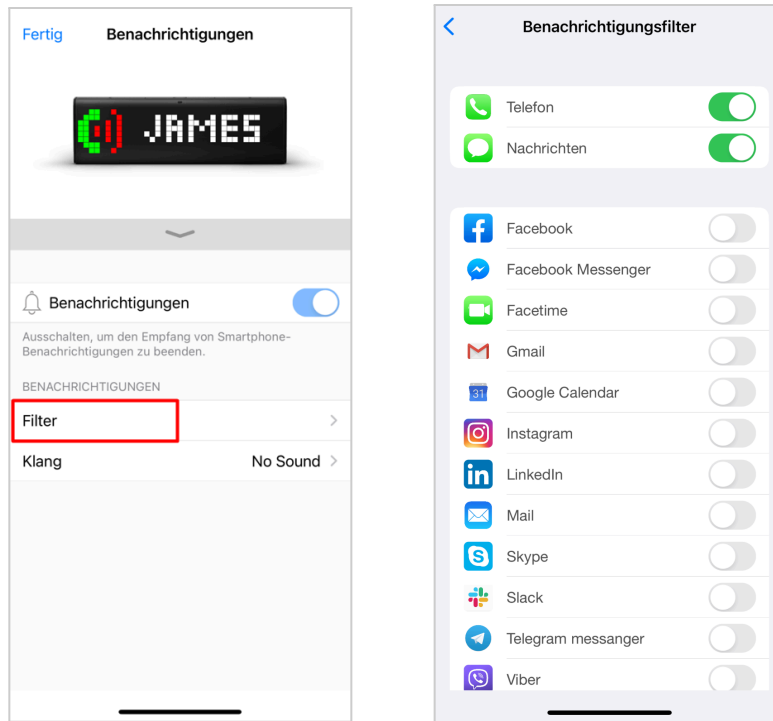 Fertig
Benachrichtigungen
JAMES
Benachrichtigungen
Ausschalten, um den Empfang von Smartphone-
Benachrichtigungen zu beenden.
BENACHRICHTIGUNGEN
Filter
Klang No Sound
Benachrichtigungsfilter
Telefon
Nachrichten
Facebook
Facebook Messenger
Facetime
Gmail
31
Google Calendar
Instagram
in
LinkedIn
Mail
Skype
Slack
Telegram messanger
Viber